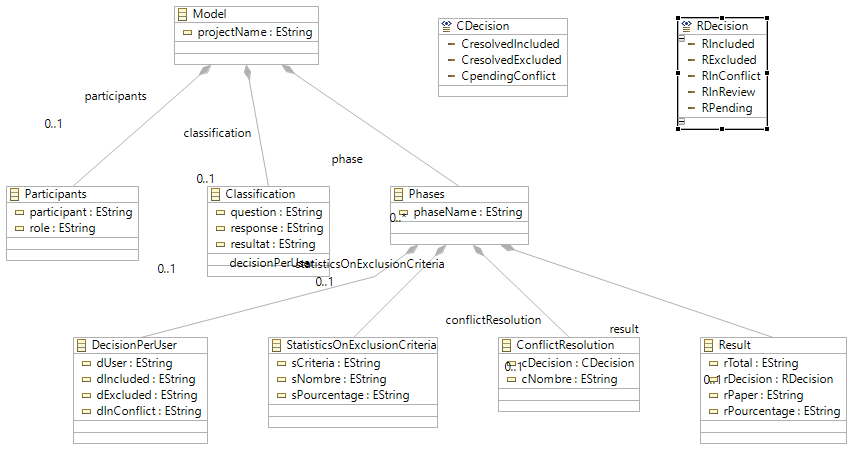 Model
projectName : EString
CDecision
CresolvedIncluded
CresolvedExcluded
CpendingConflict
RDecision
RIncluded
RExcluded
RInConflict
RInReview
RPending
participants
0..1
classification
0..1
phase
0..*
Participants
participant : EString
role : EString
Classification
question : EString
response : EString
resultat : EString
Phases
phaseName : EString
decisionPerUser
0..1
statisticsOnExclusionCriteria
0..1
conflictResolution
0..1
result
0..1
DecisionPerUser
dUser : EString
dIncluded : EString
dExcluded : EString
dInConflict : EString
StatisticsOnExclusionCriteria
sCriteria : EString
sNombre : EString
sPourcentage : EString
ConflictResolution
cDecision : CDecision
cNombre : EString
Result
rTotal : EString
rDecision : RDecision
rPaper : EString
rPourcentage : EString